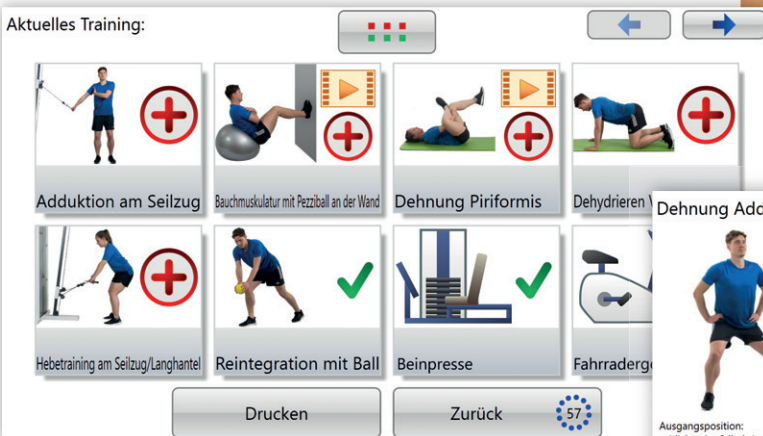 Aktuelles Training:
Adduktion am Seilzug
Bauchmuskulatur mit Pezziball an der Wand
Dehnung Piriformis
Dehydrieren
Dehnung Add
Hebetraining am Seilzug/Langhantel
Reintegration mit Ball
Beinpresse
Fahrraderg
Drucken
Zurück
57
Ausgangsposition: